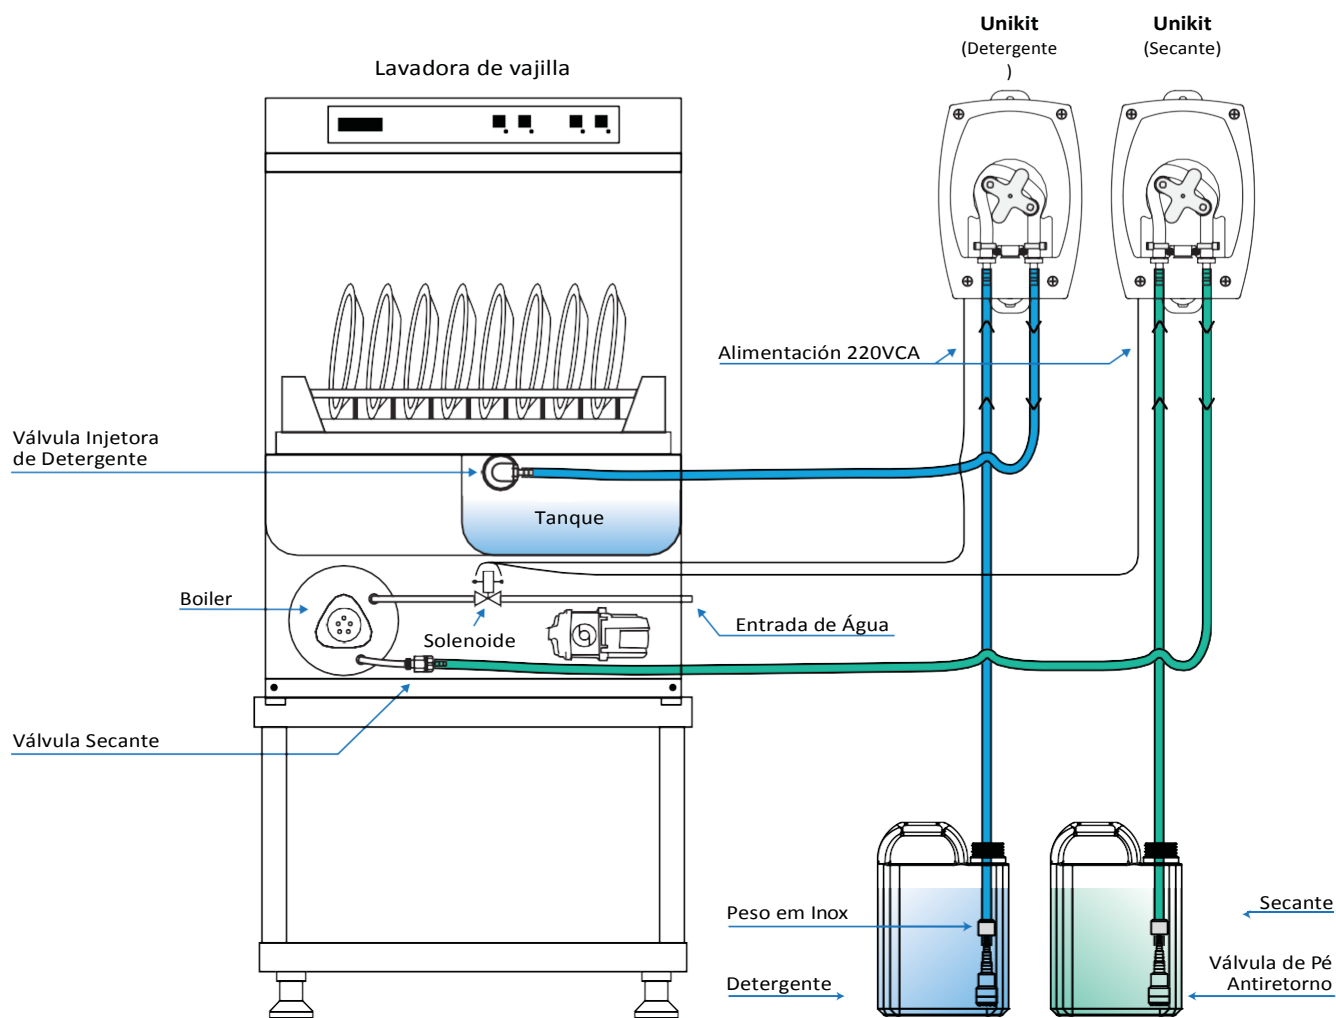 Unikit
(Detergente
)
Unikit
(Secante)
Lavadora de vajilla
Alimentación 220VCA
Válvula Injetora
de Detergente
Tanque
Boiler
Solenoide
Entrada de Água
Válvula Secante
Peso em Inox
Secante
Detergente
Válvula de Pé
Antiretorno